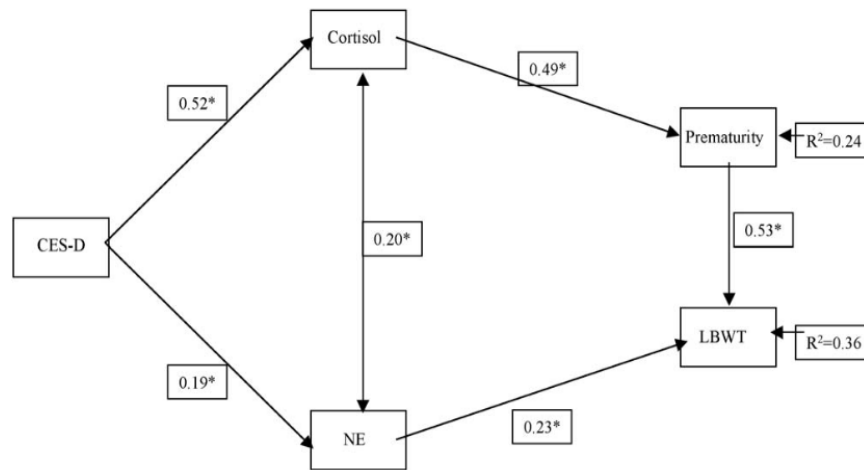 Cortisol
0.49*
0.52*
Prematurity
R²=0.24
CES-D
0.20*
0.53*
LBWT
R²=0.36
0.19*
NE
0.23*